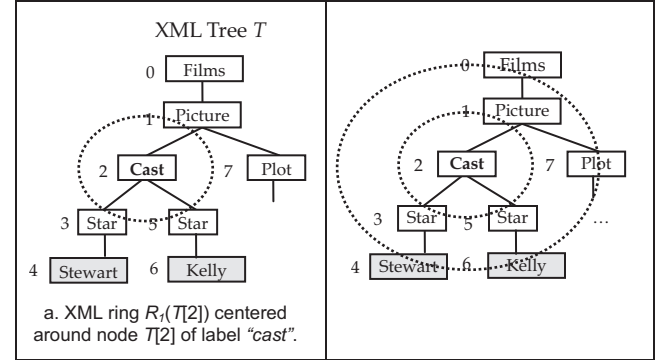 XML Tree T
0 Films
1 Picture
2 Cast 7 Plot
3 Star 5 Star
4 Stewart 6 Kelly
a. XML ring R1(T[2]) centered
around node T[2] of label “cast”.
0 Films
1 Picture
2 Cast 7 Plot
3 Star 5 Star ...
4 Stewart 6 Kelly